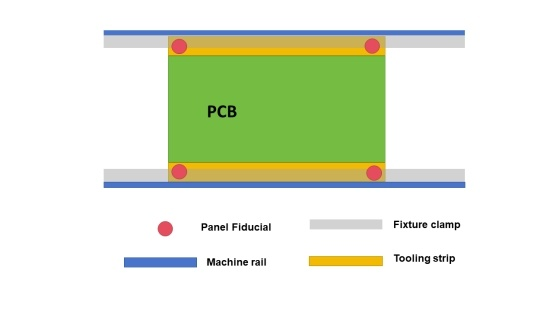 PCB
Panel Fiducial
Fixture clamp
Machine rail
Tooling strip